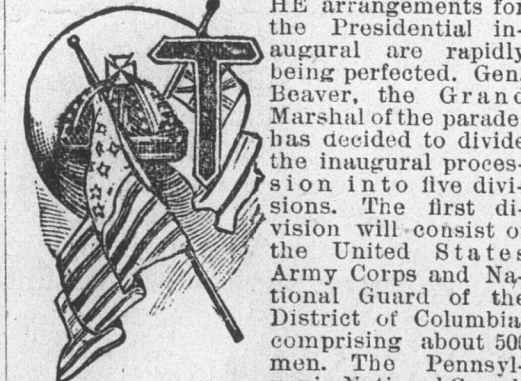 THE arrangements for
the Presidential in-
augural are rapidly
being perfected. Gen.
Beaver, the Grand
Marshal of the parade,
has decided to divide
the inaugural proces-
sion into five divi-
sions. The first di-
vision will consist of
the United States
Army Corps and Na-
tional Guard of the
District of Columbia,
comprising about 500
men. The Pennsyl-